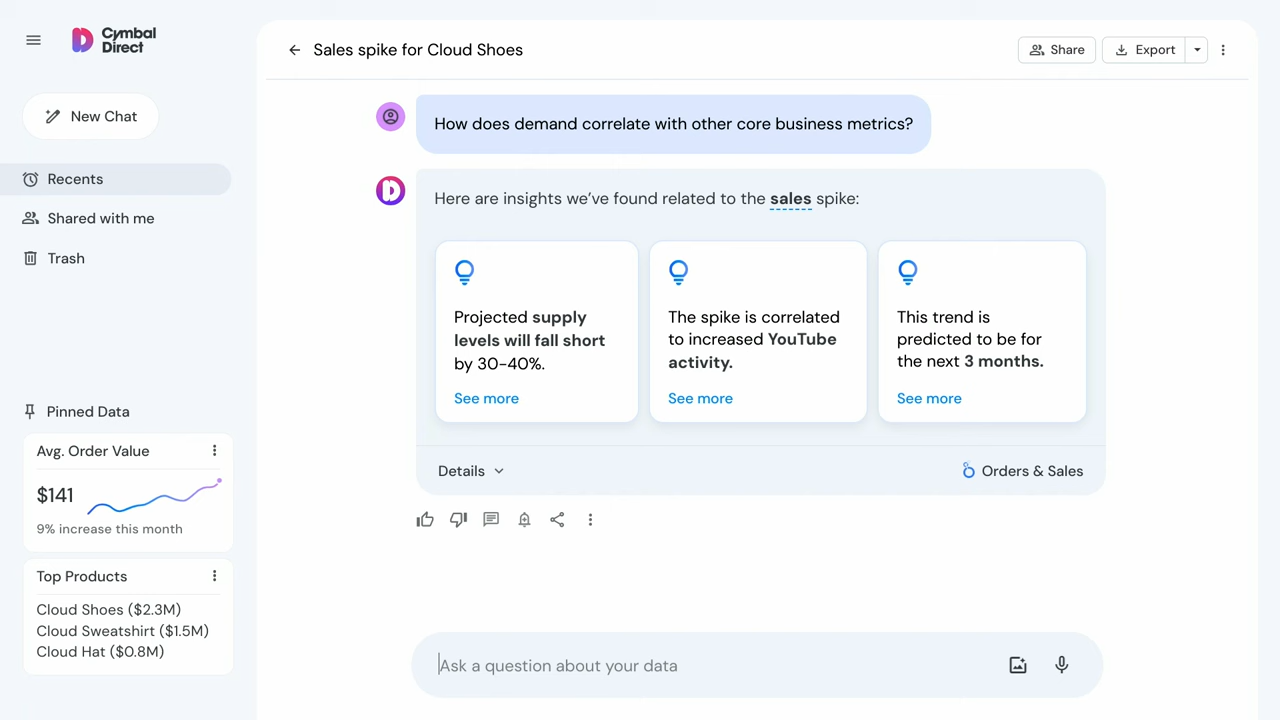 Cymbal
Direct
New Chat
Recents
Shared with me
Trash
Pinned Data
Avg. Order Value
$141
9% increase this month
Top Products
Cloud Shoes ($2.3M)
Cloud Sweatshirt ($1.5M)
Cloud Hat ($0.8M)
Sales spike for Cloud Shoes
Share
Export
How does demand correlate with other core business metrics?
Here are insights we’ve found related to the sales spike:
Projected supply
levels will fall short
by 30-40%.
See more
The spike is correlated
to increased YouTube
activity.
See more
This trend is
predicted to be for
the next 3 months.
See more
Details
Orders & Sales
Ask a question about your data